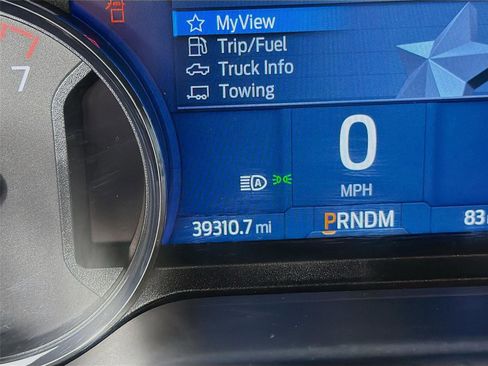 MyView
Trip/Fuel
7
Truck Info
Towing
0
MPH
A
39310.7 mi
PRNDM
83